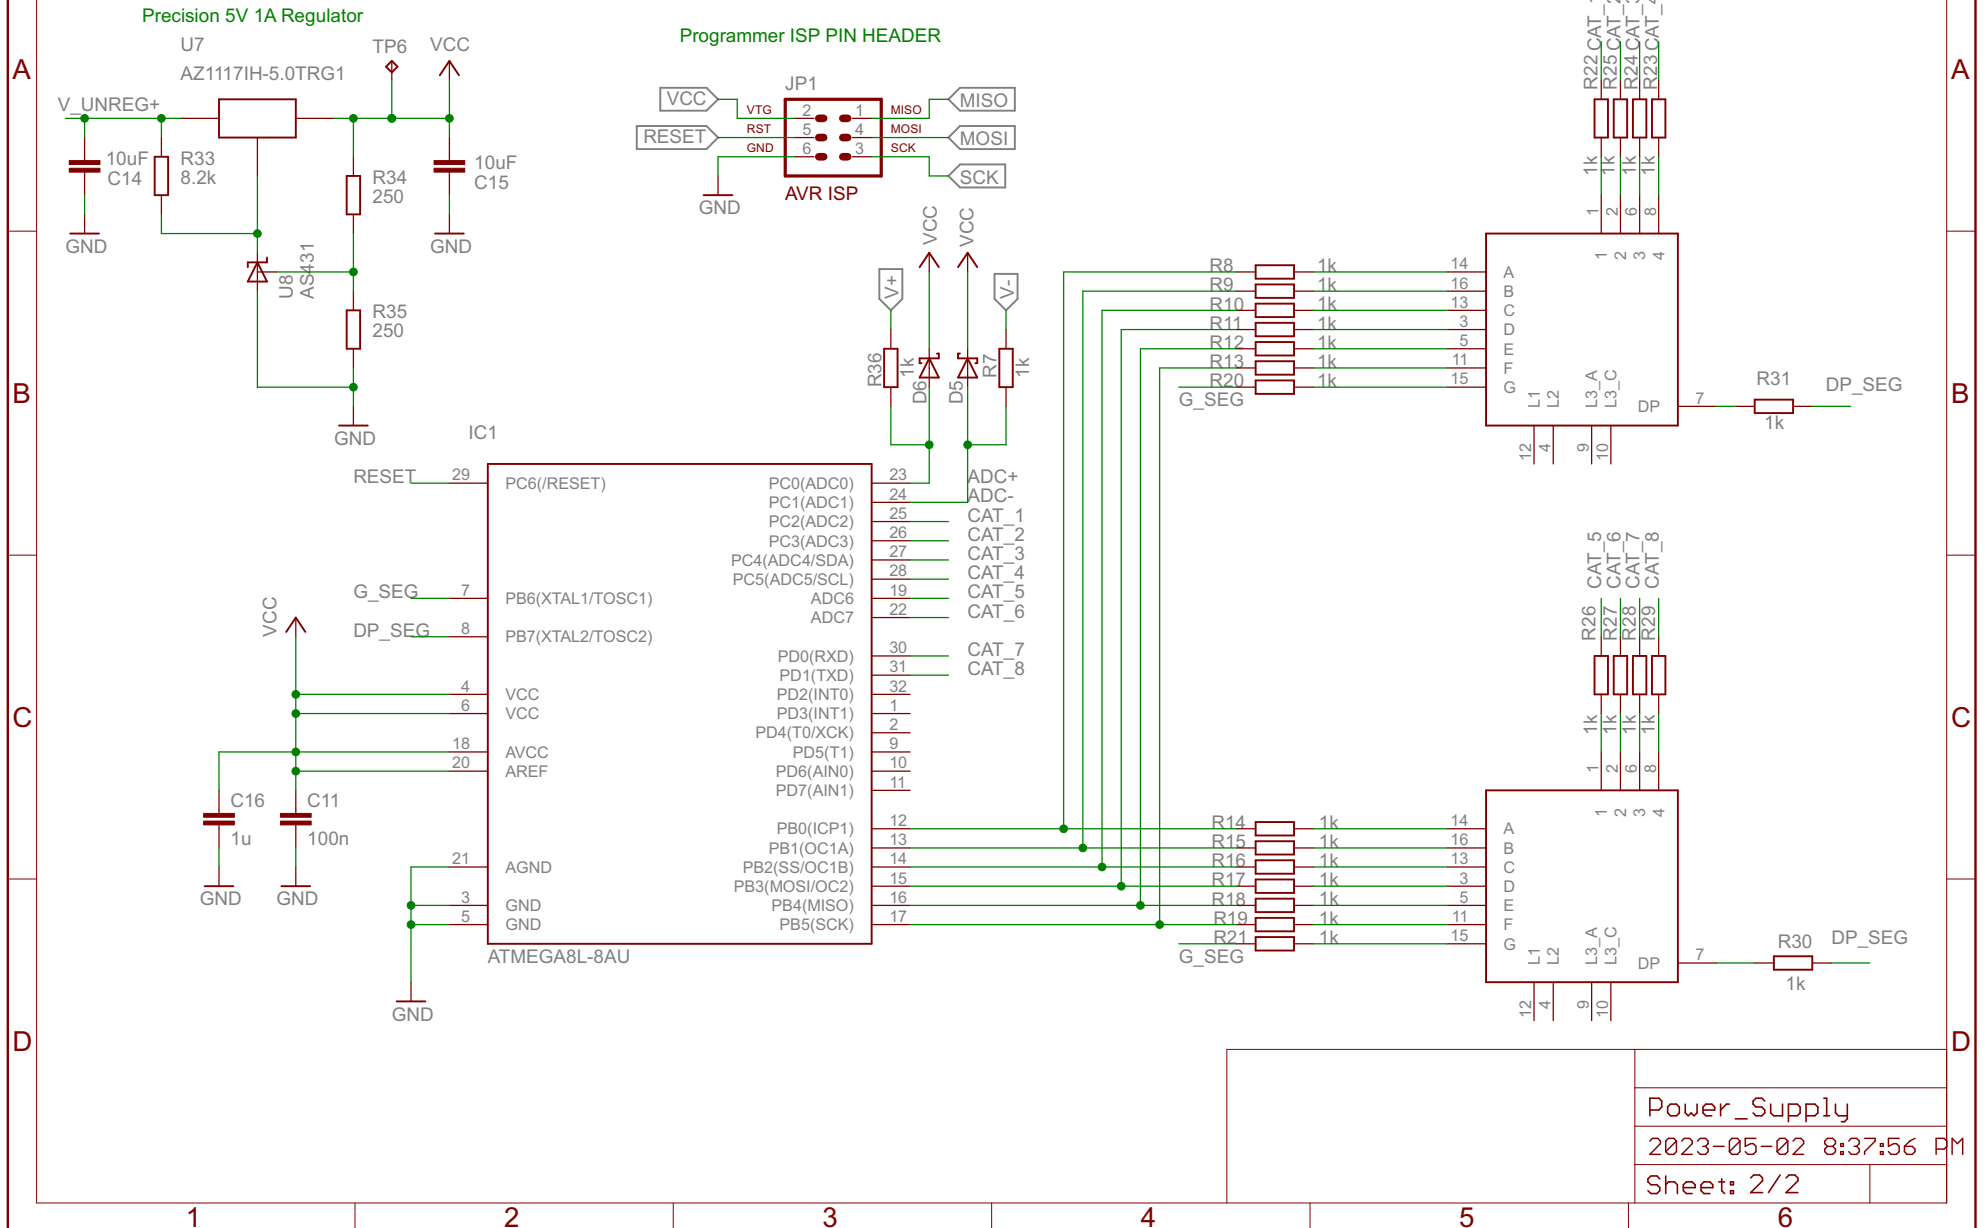 Precision 5V 1A Regulator
U7
AZ1117IH-5.0TRG1
TP6
VCC
V_UNREG+
10uF
C14
R33
8.2k
R34
250
10uF
C15
GND
GND
U8
AS431
R35
250
GND
Programmer ISP PIN HEADER
JP1
VCC
VTG
2
1
MISO
MISO
RESET
RST
5
4
MOSI
MOSI
GND
6
3
SCK
SCK
GND
AVR ISP
VCC
VCC
V+
V-
R36
1k
D6
D5
R7
1k
IC1
RESET
29
PC6(/RESET)
G_SEG
7
PB6(XTAL1/TOSC1)
DP_SEG
8
PB7(XTAL2/TOSC2)
VCC
4
VCC
6
VCC
18
AVCC
20
AREF
C16
1u
C11
100n
GND
GND
21
AGND
3
GND
5
GND
GND
ATMEGA8L-8AU
PC0(ADC0)
23
ADC+
PC1(ADC1)
24
ADC-
PC2(ADC2)
25
CAT_1
PC3(ADC3)
26
CAT_2
PC4(ADC4/SDA)
27
CAT_3
PC5(ADC5/SCL)
28
CAT_4
ADC6
19
CAT_5
ADC7
22
CAT_6
PD0(RXD)
30
CAT_7
PD1(TXD)
31
CAT_8
PD2(INT0)
32
PD3(INT1)
1
PD4(T0/XCK)
2
PD5(T1)
9
PD6(AIN0)
10
PD7(AIN1)
11
PB0(ICP1)
12
PB1(OC1A)
13
PB2(SS/OC1B)
14
PB3(MOSI/OC2)
15
PB4(MISO)
16
PB5(SCK)
17
R22
R25
R24
R23
CAT_
CAT_
CAT_
CAT_
1k
1k
1k
1k
1
2
6
8
1
2
3
4
R8
1k
14
A
R9
1k
16
B
R10
1k
13
C
R11
1k
3
D
R12
1k
5
E
R13
1k
11
F
R20
1k
15
G
G_SEG
L1
L2
L3_A
L3_C
DP
12
4
9
10
7
R31
1k
DP_SEG
CAT_5
CAT_6
CAT_7
CAT_8
R26
R27
R28
R29
1k
1k
1k
1k
1
2
6
8
1
2
3
4
R14
1k
14
A
R15
1k
16
B
R16
1k
13
C
R17
1k
3
D
R18
1k
5
E
R19
1k
11
F
R21
1k
15
G
G_SEG
L1
L2
L3_A
L3_C
DP
12
4
9
10
7
R30
1k
DP_SEG
A
B
C
D
A
B
C
D
Power_Supply
2023-05-02 8:37:56 PM
Sheet: 2/2
1
2
3
4
5
6